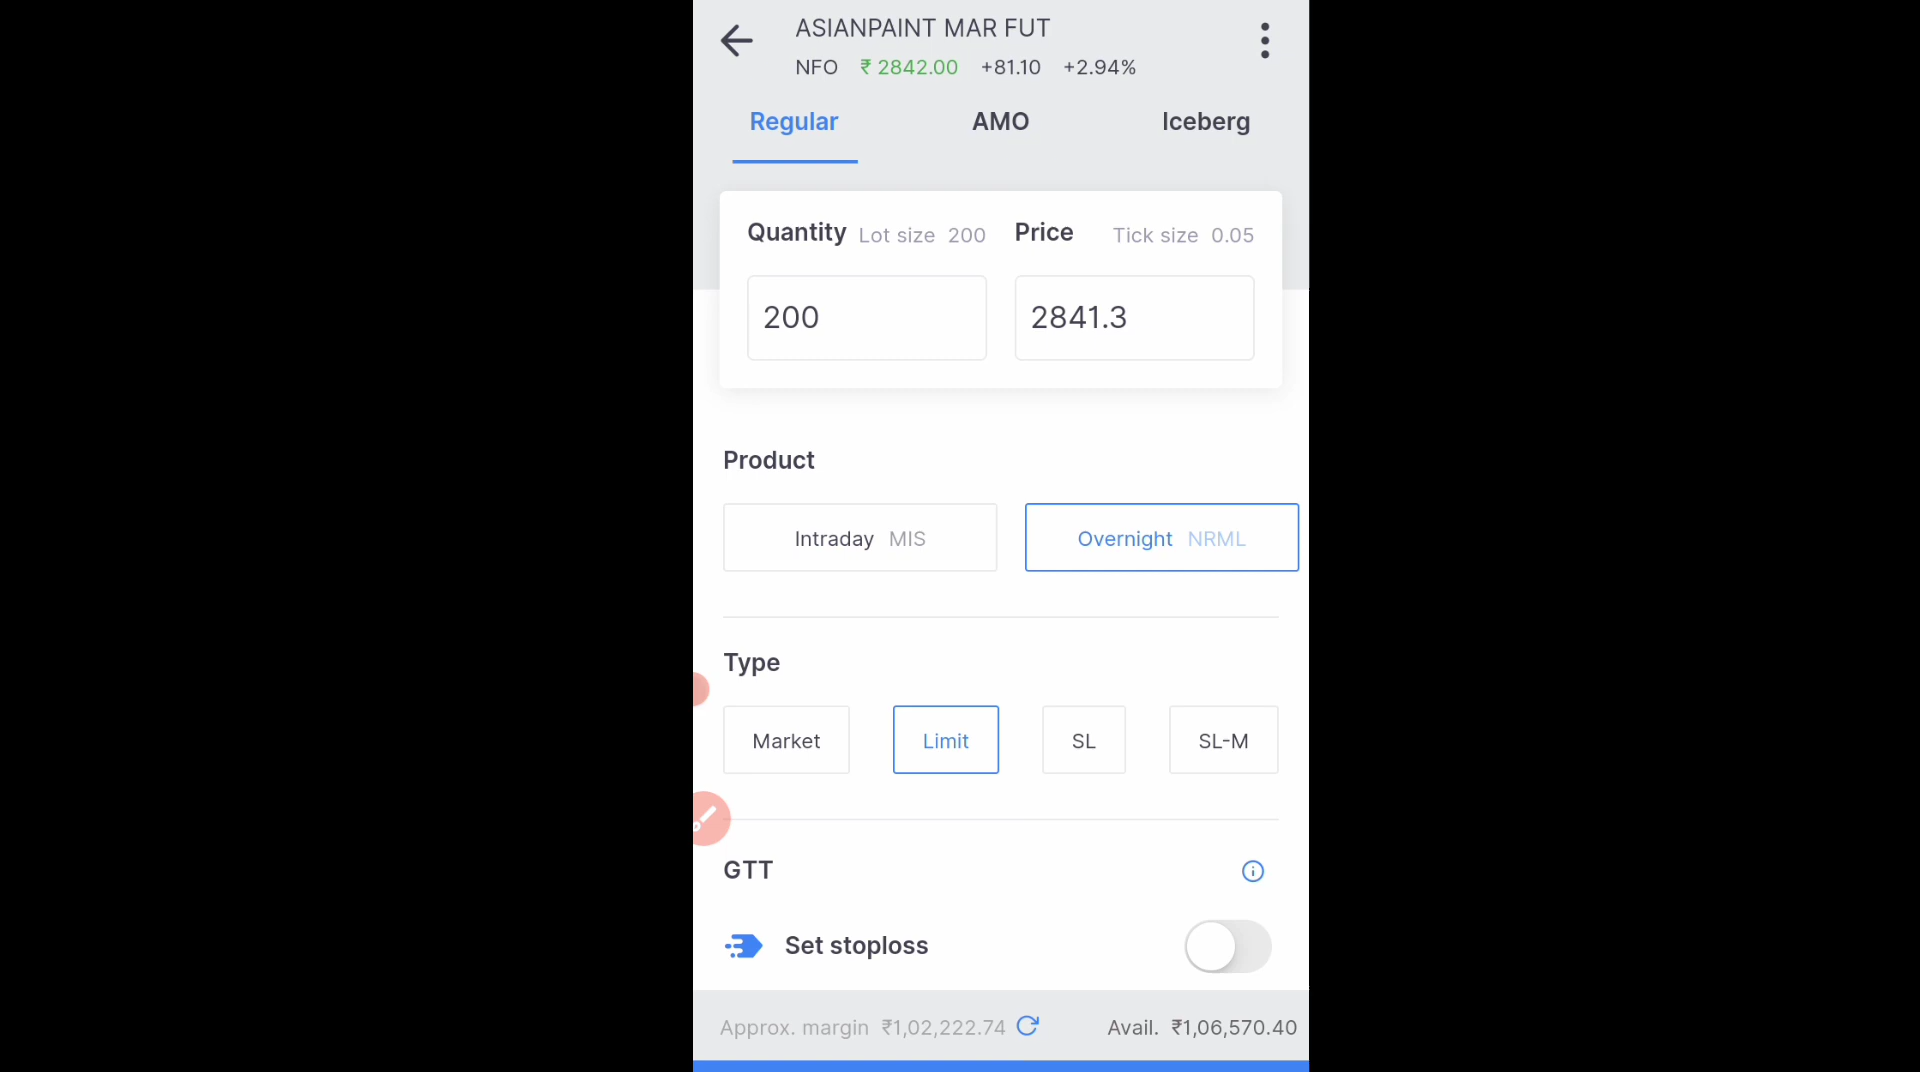 ASIANPAINT MAR FUT
NFO ₹ 2842.00 +81.10 +2.94%
Regular AMO Iceberg
Quantity Lot size 200 Price Tick size 0.05
200 2841.3
Product
Intraday MIS Overnight NRML
Type
Market Limit SL SL-M
GTT
Set stoploss
Approx. margin ₹1,02,222.74 Avail. ₹1,06,570.40